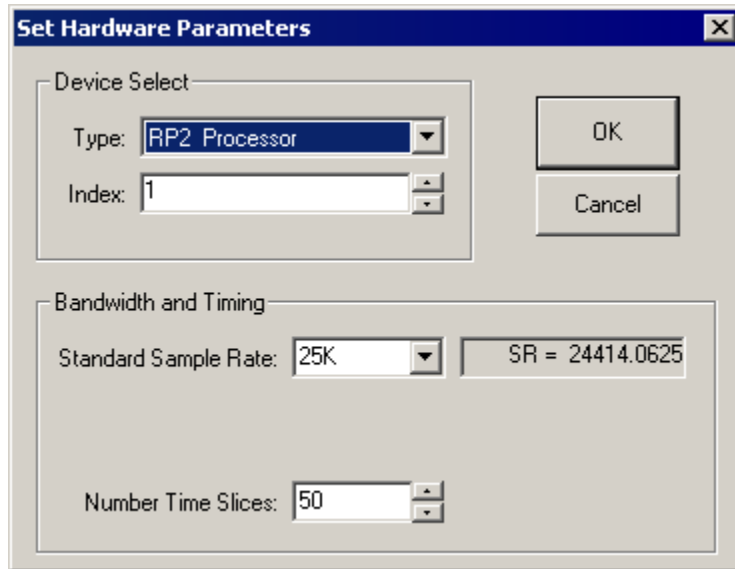 Set Hardware Parameters
Device Select
Type: RP2 Processor
Index: 1
OK
Cancel
Bandwidth and Timing
Standard Sample Rate: 25K SR = 24414.0625
Number Time Slices: 50